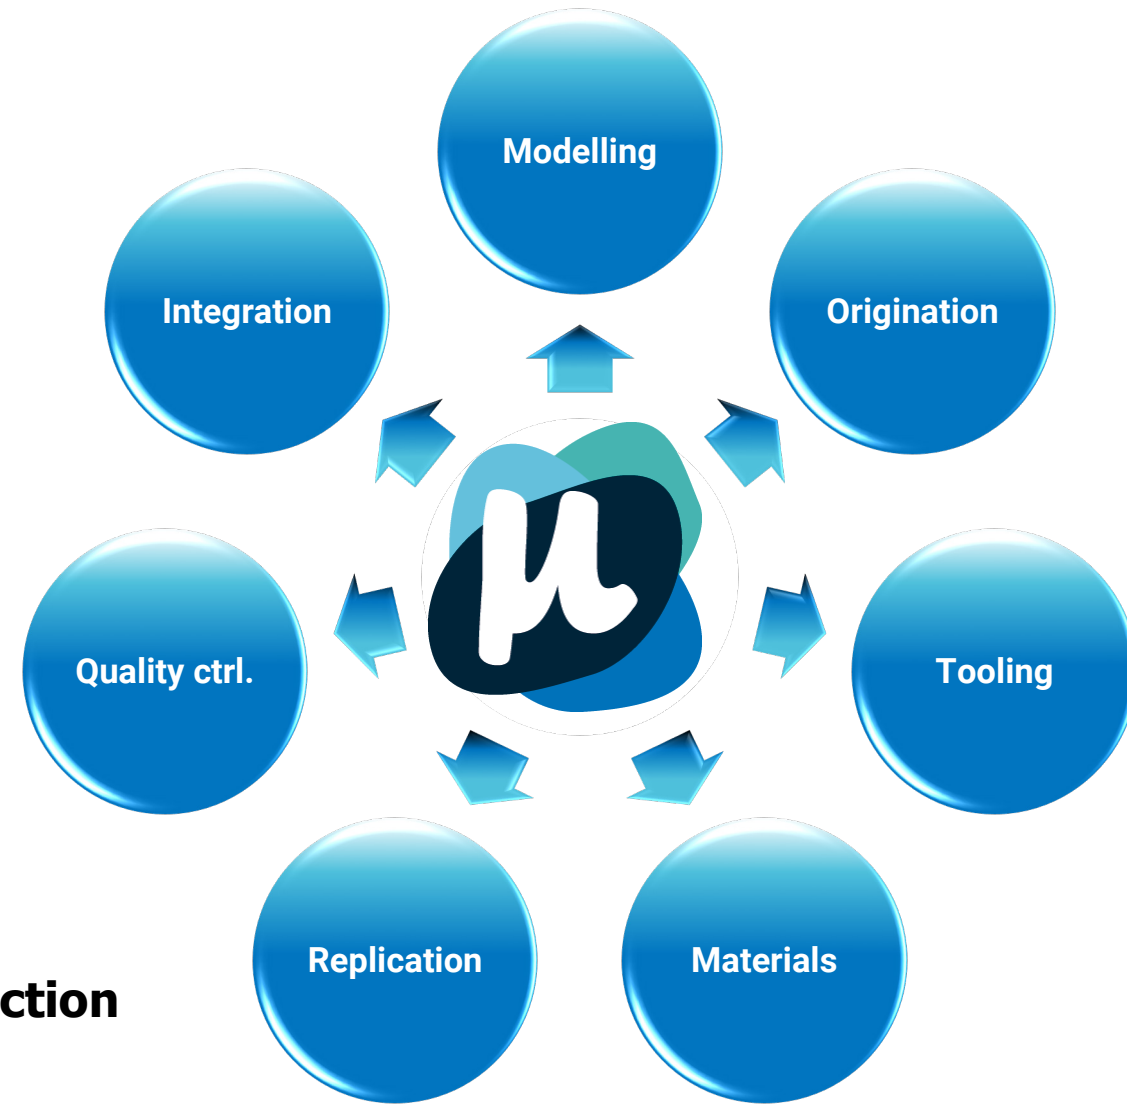 Modelling
Integration
Origination
µ
Quality ctrl.
Tooling
Replication
Materials
ction